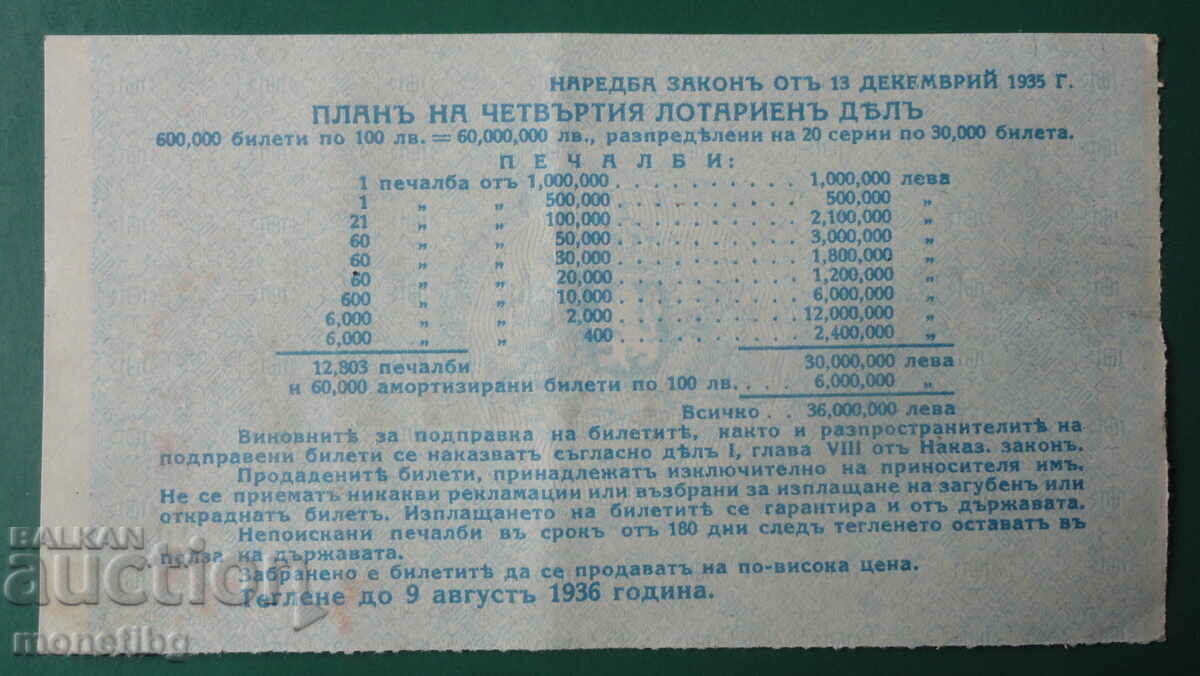 НАРЕДБА ЗАКОНЪ ОТЪ 13 ДЕКЕМВРИЙ 1935 Г.
ПЛАНЪ НА ЧЕТВЪРТИЯ ЛОТАРИЕНЪ ДѢЛЪ
600,000 билети по 100 лв. = 60,000,000 лв., разпредѣлени на 20 серии по 30,000 билета.
ПЕЧАЛБИ:
1 печалба отъ 1,000,000 . . . . . . . . . . 1,000,000 лева
1 „ „ 500,000 . . . . . . . . . . 500,000 „
21 „ „ 100,000 . . . . . . . . . . 2,100,000 „
60 „ „ 50,000 . . . . . . . . . . 3,000,000 „
60 „ „ 30,000 . . . . . . . . . . 1,800,000 „
60 „ „ 20,000 . . . . . . . . . . 1,200,000 „
600 „ „ 10,000 . . . . . . . . . . 6,000,000 „
6,000 „ „ 2,000 . . . . . . . . . . 12,000,000 „
6,000 „ „ 400 . . . . . . . . . . 2,400,000 „
12,803 печалби 30,000,000 лева
и 60,000 амортизирани билети по 100 лв. . . . 6,000,000 „
Всичко . . 36,000,000 лева
Виновнитѣ за подправка на билетитѣ, както и разпространителитѣ на
подправени билети се наказватъ съгласно дѣлъ I, глава VIII отъ Наказ. законъ.
Продаденитѣ билети, принадлежатъ изключително на приносителя имъ.
Не се приематъ никакви рекламации или възбрани за изплащане на загубенъ или
откраднатъ билетъ. Изплащането на билетитѣ се гарантира и отъ държавата.
Непоискани печалби въ срокъ отъ 180 дни следъ тегленето оставатъ въ
полза на държавата.
Забранено е билетитѣ да се продаватъ на по-висока цена.
Теглене до 9 августъ 1936 година.
BALKAN
auction
monetibg